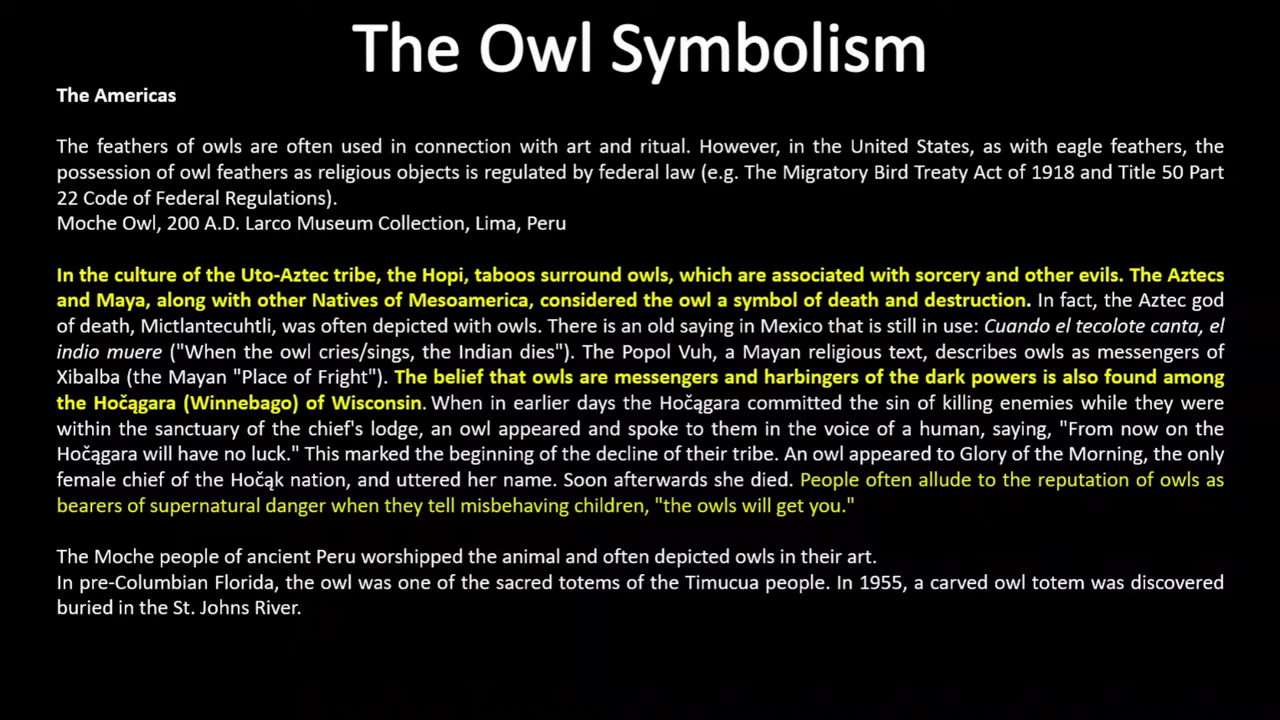 The Owl Symbolism
The Americas
The feathers of owls are often used in connection with art and ritual. However, in the United States, as with eagle feathers, the
possession of owl feathers as religious objects is regulated by federal law (e.g. The Migratory Bird Treaty Act of 1918 and Title 50 Part
22 Code of Federal Regulations).
Moche Owl, 200 A.D. Larco Museum Collection, Lima, Peru
In the culture of the Uto-Aztec tribe, the Hopi, taboos surround owls, which are associated with sorcery and other evils. The Aztecs
and Maya, along with other Natives of Mesoamerica, considered the owl a symbol of death and destruction. In fact, the Aztec god
of death, Mictlantecuhtli, was often depicted with owls. There is an old saying in Mexico that is still in use: Cuando el tecolote canta, el
indio muere ("When the owl cries/sings, the Indian dies"). The Popol Vuh, a Mayan religious text, describes owls as messengers of
Xibalba (the Mayan "Place of Fright"). The belief that owls are messengers and harbingers of the dark powers is also found among
the Hočągara (Winnebago) of Wisconsin. When in earlier days the Hočągara committed the sin of killing enemies while they were
within the sanctuary of the chief's lodge, an owl appeared and spoke to them in the voice of a human, saying, "From now on the
Hočągara will have no luck." This marked the beginning of the decline of their tribe. An owl appeared to Glory of the Morning, the only
female chief of the Hočąk nation, and uttered her name. Soon afterwards she died. People often allude to the reputation of owls as
bearers of supernatural danger when they tell misbehaving children, "the owls will get you."
The Moche people of ancient Peru worshipped the animal and often depicted owls in their art.
In pre-Columbian Florida, the owl was one of the sacred totems of the Timucua people. In 1955, a carved owl totem was discovered
buried in the St. Johns River.